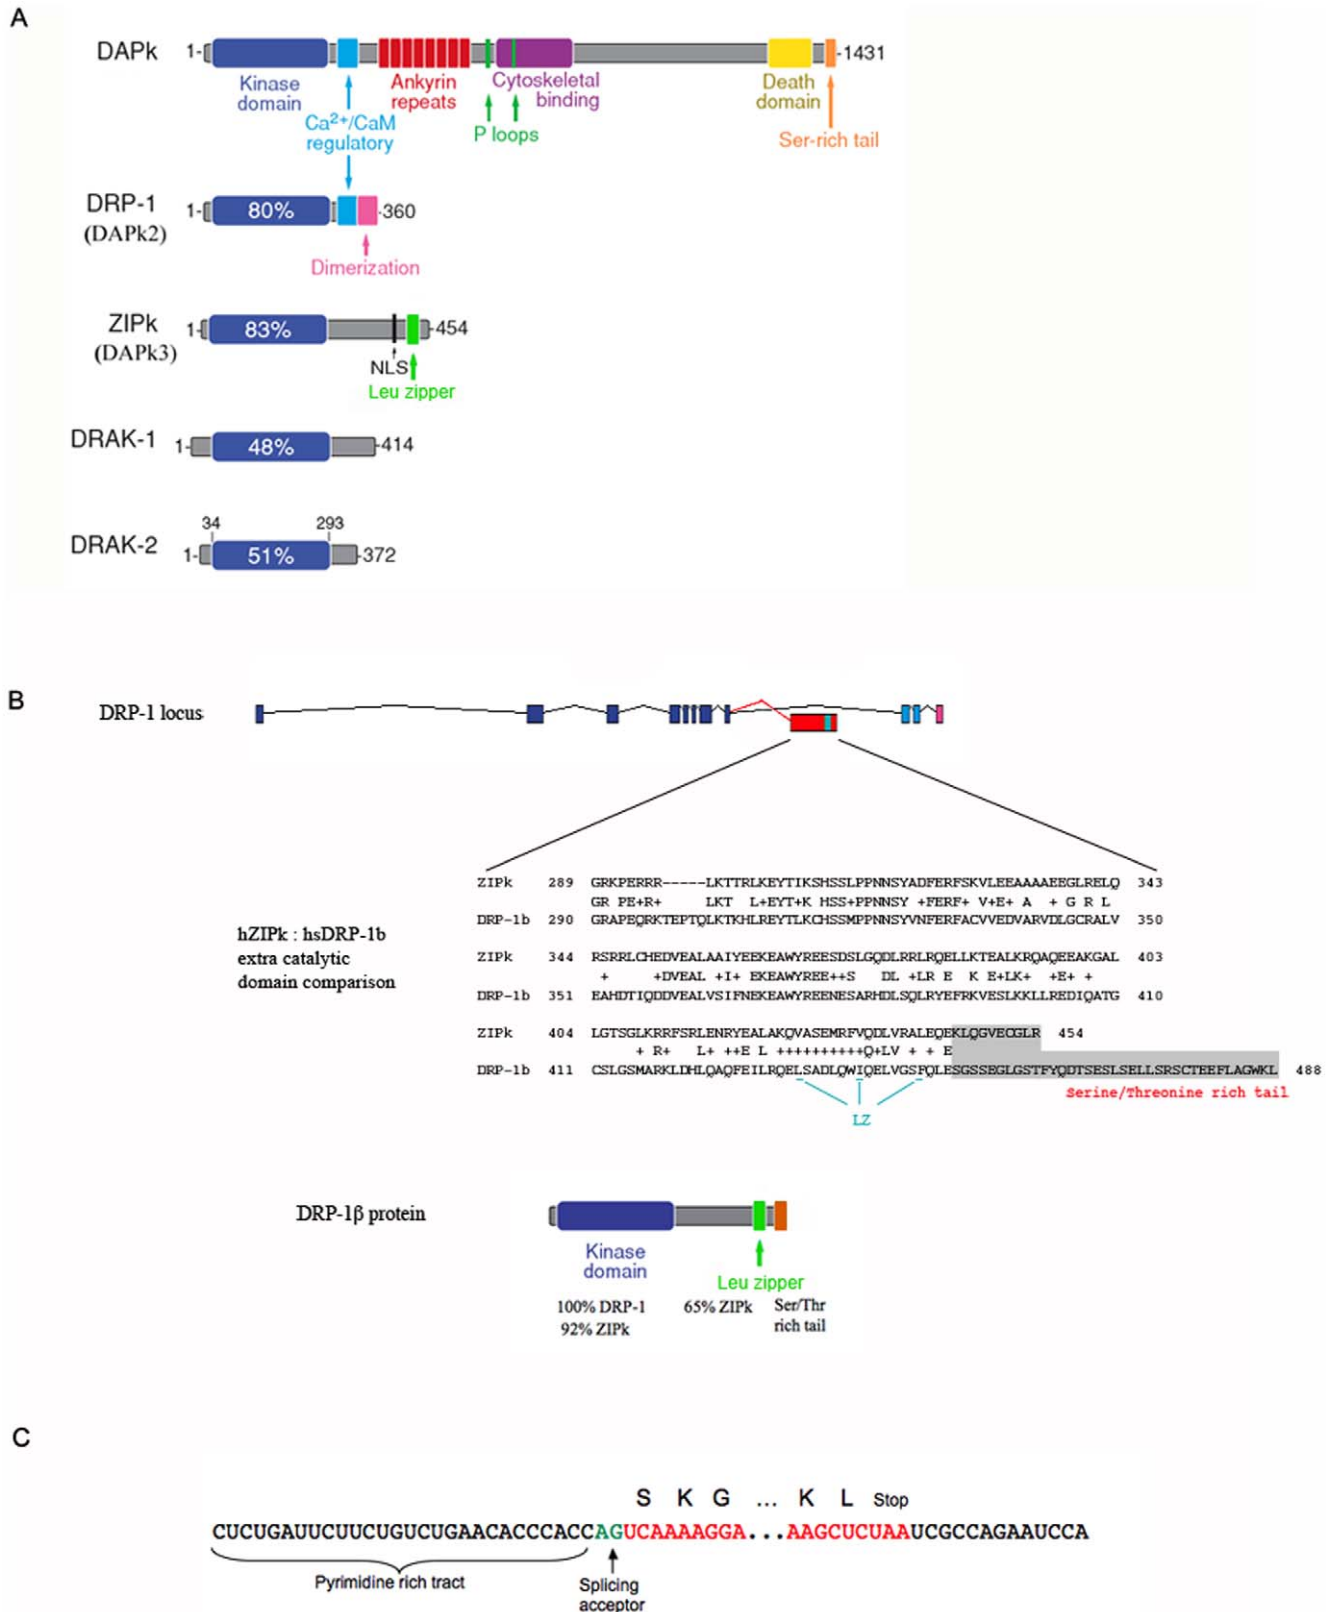 A
DAPk 1- -1431
Kinase domain
Ankyrin repeats
Cytoskeletal binding
Death domain
Ca2+/CaM regulatory
P loops
Ser-rich tail
DRP-1 1- 80% -360
(DAPk2)
Dimerization
ZIPk 1- 83% -454
(DAPk3)
NLS
Leu zipper
DRAK-1 1- 48% -414
34 293
DRAK-2 1- 51% -372
B
DRP-1 locus
hZIPk : hsDRP-1b
extra catalytic
domain comparison
ZIPk 289 GRKPERRR-----LKTTRLKEYTIKSHSSLPPNNSYADFERFSKVLEEAAAAEEGLRELQ 343
GR PE+R+ LKT L+EYT+K HSS+PPNNSY +FERF+ V+E+ A + G R L
DRP-1b 290 GRAPEQRKTEPTQLKTKHLREYTLKCHSSMPPNNSYVNFERFACVVEDVARVDLGCRALV 350
ZIPk 344 RSRRLCHEDVEALAAIYEEKEAWYREESDSLGQDLRRLRQELLKTEALKRQAQEEAKGAL 403
+ +DVEAL +I+ EKEAWYREE++S DL +LR E K E+LK+ +E+ +
DRP-1b 351 EAHDTIQDDVEALVSIFNEKEAWYREENESARHDLSQLRYEFRKVESLKKLLREDIQATG 410
ZIPk 404 LGTSGLKRRFSRLENRYEALAKQVASEMRFVQDLVRALEQEKLQGVECGLR 454
+ R+ L+ ++E L ++++++++++Q+LV + + E
DRP-1b 411 CSLGSMARKLDHLQAQFEILRQELSADLQWIQELVGSFQLESGSSEGLGSTFYQDTSESLSELLSRSCTEEFLAGWKL 488
Serine/Threonine rich tail
LZ
DRP-1β protein
Kinase domain
Leu zipper
100% DRP-1
92% ZIPk
65% ZIPk
Ser/Thr
rich tail
C
S K G ... K L Stop
CUCUGAUUCUUCUGUCUGAACACCCACCAGUCAAAAGGA...AAGCUCUAAUCGCCAGAAUCCA
Pyrimidine rich tract
Splicing
acceptor